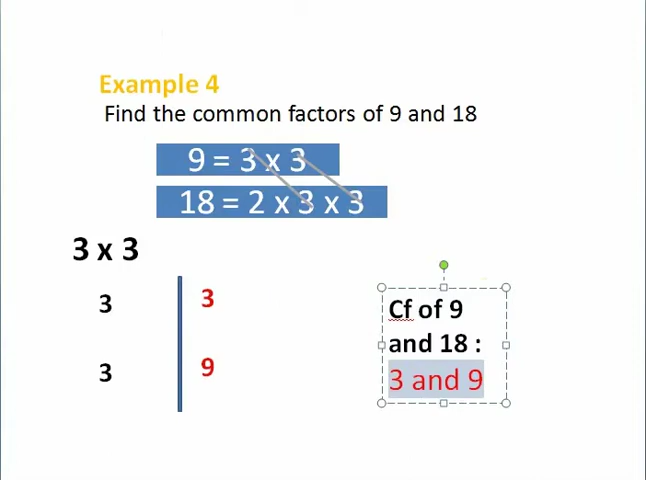 Example 4
Find the common factors of 9 and 18
9 = 3 x 3
18 = 2 x 3 x 3
3 x 3
3 3
3 9
Cf of 9
and 18 :
3 and 9